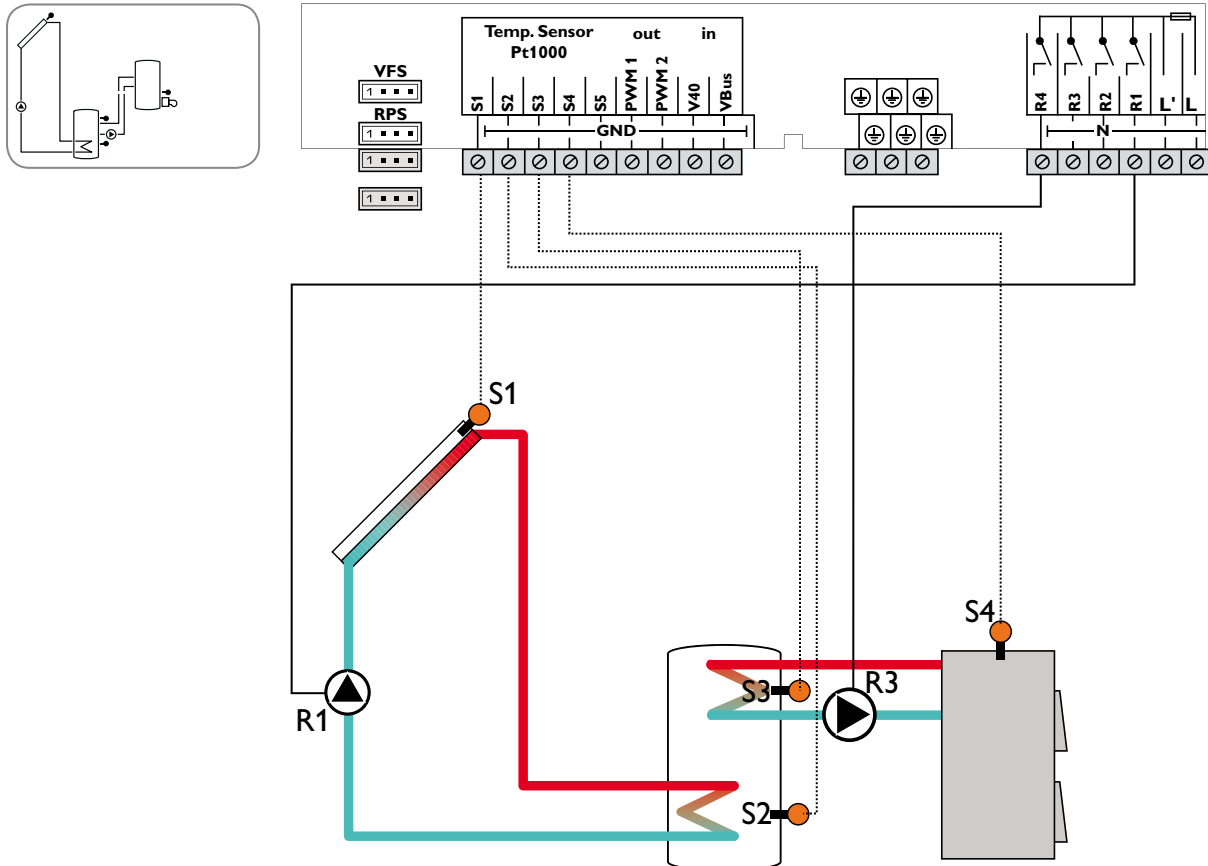 Temp. Sensor
Pt1000
out
in
VFS
1
RPS
1
1
1
S1
S2
S3
S4
S5
PWM 1
PWM 2
V40
VBus
GND
R4
R3
R2
R1
L'
L
N
S1
S4
S3
R3
R1
S2